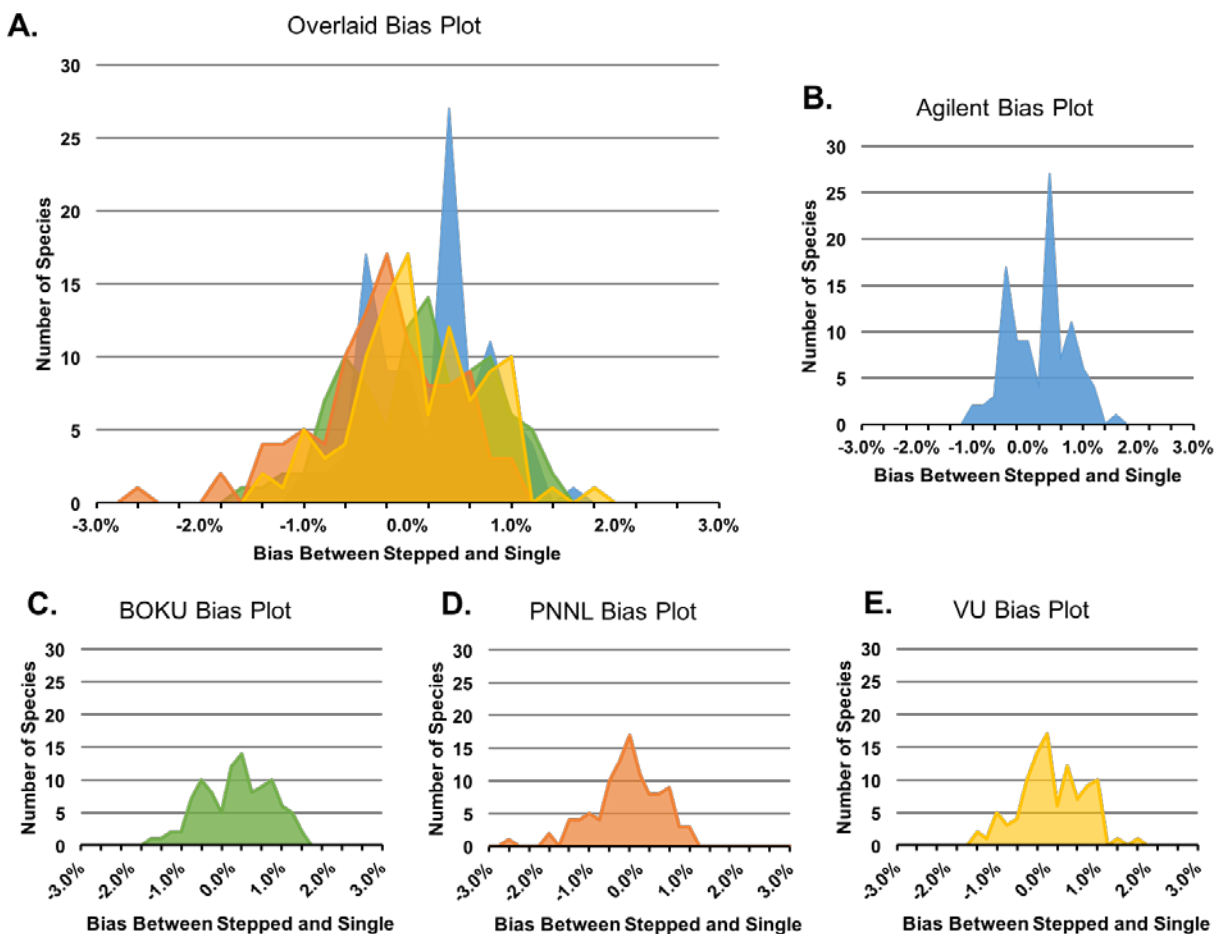 A.
Overlaid Bias Plot
30
25
20
15
10
5
0
Number of Species
-3.0% -2.0% -1.0% 0.0% 1.0% 2.0% 3.0%
Bias Between Stepped and Single
B.
Agilent Bias Plot
30
25
20
15
10
5
0
Number of Species
-3.0% -2.0% -1.0% 0.0% 1.0% 2.0% 3.0%
Bias Between Stepped and Single
C.
BOKU Bias Plot
30
25
20
15
10
5
0
Number of Species
-3.0% -2.0% -1.0% 0.0% 1.0% 2.0% 3.0%
Bias Between Stepped and Single
D.
PNNL Bias Plot
30
25
20
15
10
5
0
Number of Species
-3.0% -2.0% -1.0% 0.0% 1.0% 2.0% 3.0%
Bias Between Stepped and Single
E.
VU Bias Plot
30
25
20
15
10
5
0
Number of Species
-3.0% -2.0% -1.0% 0.0% 1.0% 2.0% 3.0%
Bias Between Stepped and Single